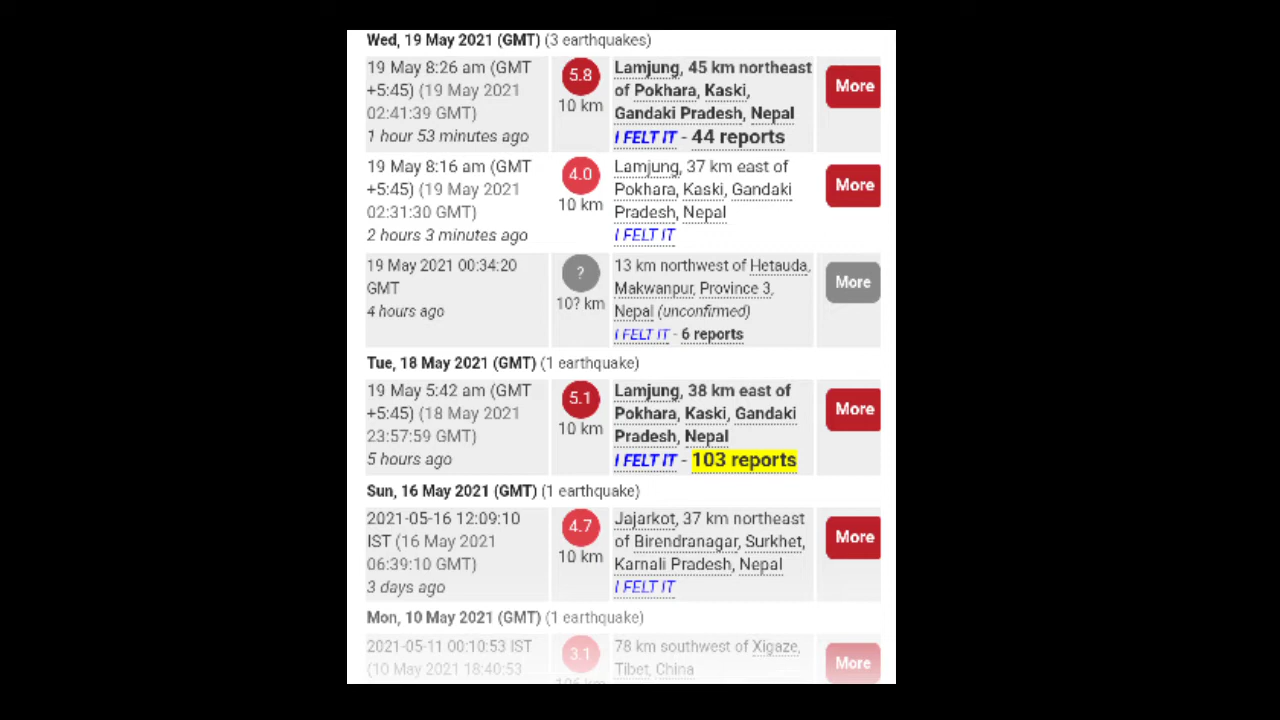 Wed, 19 May 2021 (GMT) (3 earthquakes)
19 May 8:26 am (GMT
+5:45) (19 May 2021
02:41:39 GMT)
1 hour 53 minutes ago
5.8
10 km
Lamjung, 45 km northeast
of Pokhara, Kaski,
Gandaki Pradesh, Nepal
I FELT IT - 44 reports
More
19 May 8:16 am (GMT
+5:45) (19 May 2021
02:31:30 GMT)
2 hours 3 minutes ago
4.0
10 km
Lamjung, 37 km east of
Pokhara, Kaski, Gandaki
Pradesh, Nepal
I FELT IT
More
19 May 2021 00:34:20
GMT
4 hours ago
?
10? km
13 km northwest of Hetauda,
Makwanpur, Province 3,
Nepal (unconfirmed)
I FELT IT - 6 reports
More
Tue, 18 May 2021 (GMT) (1 earthquake)
19 May 5:42 am (GMT
+5:45) (18 May 2021
23:57:59 GMT)
5 hours ago
5.1
10 km
Lamjung, 38 km east of
Pokhara, Kaski, Gandaki
Pradesh, Nepal
I FELT IT - 103 reports
More
Sun, 16 May 2021 (GMT) (1 earthquake)
2021-05-16 12:09:10
IST (16 May 2021
06:39:10 GMT)
3 days ago
4.7
10 km
Jajarkot, 37 km northeast
of Birendranagar, Surkhet,
Karnali Pradesh, Nepal
I FELT IT
More
Mon, 10 May 2021 (GMT) (1 earthquake)
2021-05-11 00:10:53 IST
(10 May 2021 18:40:53
3.1
km
78 km southwest of Xigaze,
Tibet, China
More